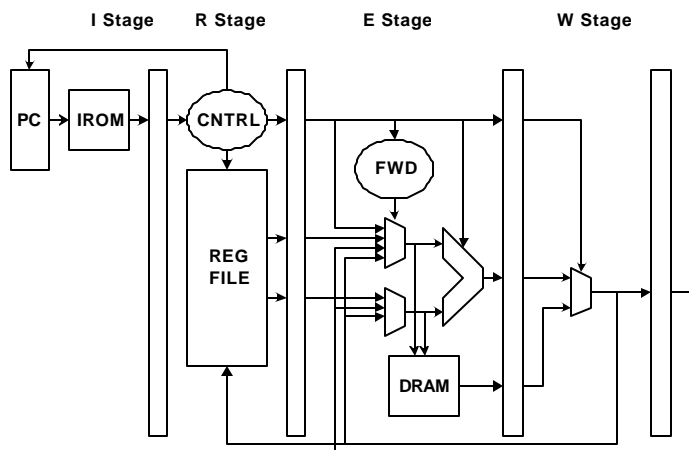 I Stage R Stage E Stage W Stage
PC IROM CNTRL
FWD
REG
FILE
DRAM